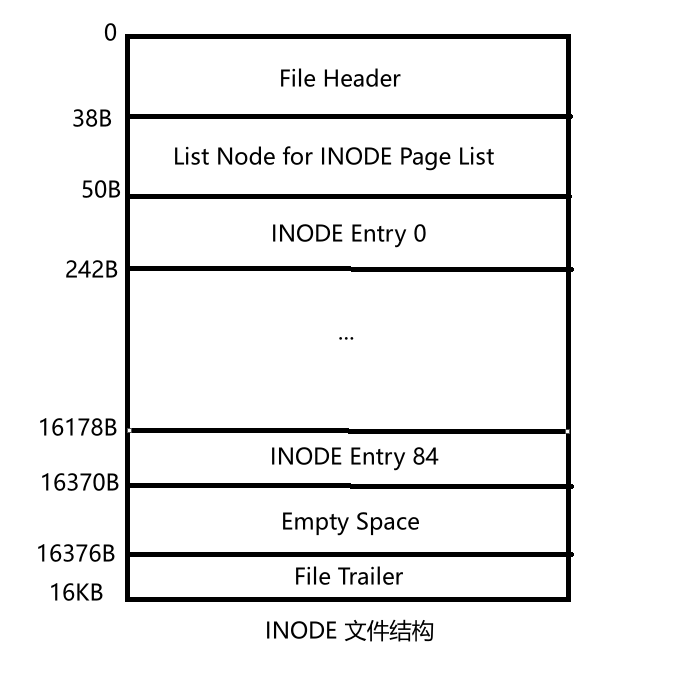 0
File Header
38B
List Node for INODE Page List
50B
INODE Entry 0
242B
...
16178B
INODE Entry 84
16370B
Empty Space
16376B
File Trailer
16KB
INODE 文件结构